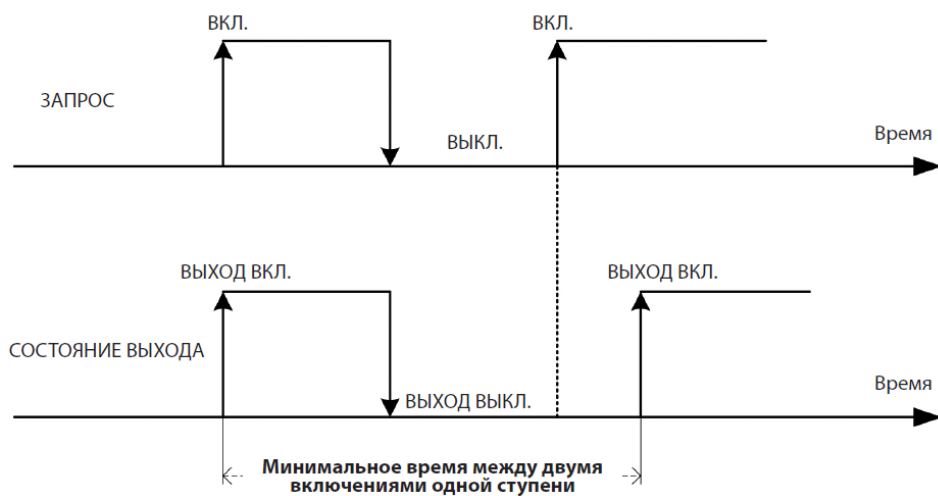 ВКЛ.
ВКЛ.
ЗАПРОС
ВЫКЛ.
Время
ВЫХОД ВКЛ.
ВЫХОД ВКЛ.
СОСТОЯНИЕ ВЫХОДА
Время
ВЫХОД ВЫКЛ.
Минимальное время между двумя
включениями одной ступени